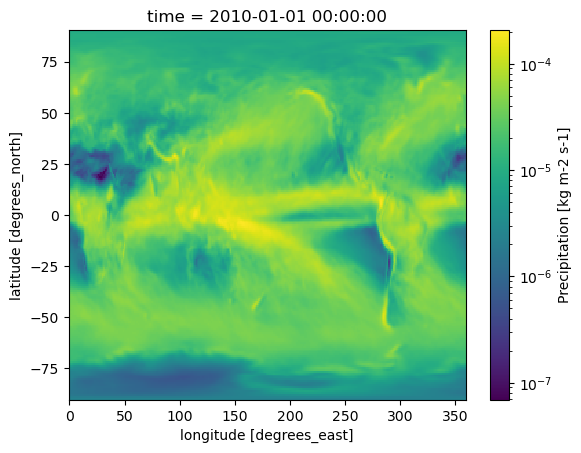 time = 2010-01-01 00:00:00
75
50
25
0
−25
−50
−75
latitude [degrees_north]
0 50 100 150 200 250 300 350
longitude [degrees_east]
10⁻⁴
10⁻⁵
10⁻⁶
10⁻⁷
Precipitation [kg m-2 s-1]